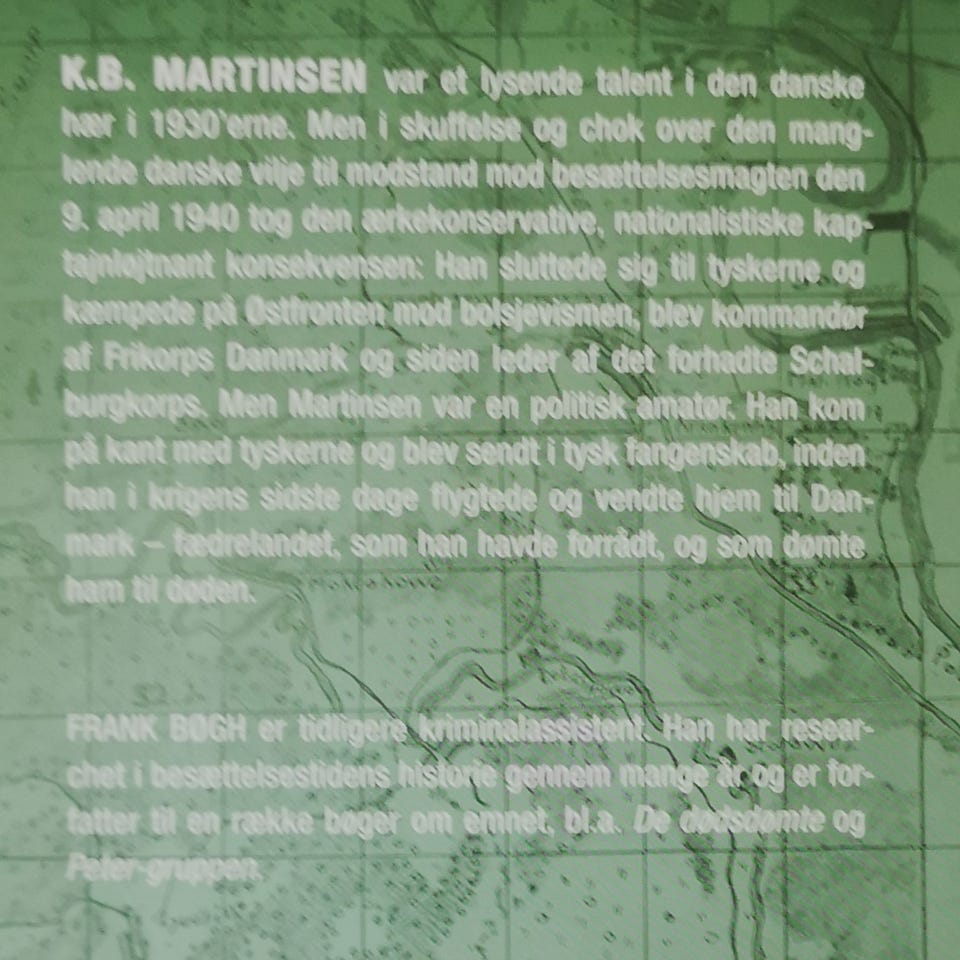 K.B. MARTINSEN var et lysende talent i den danske
hær i 1930'erne. Men i skuffelse og chok over den mang-
lende danske vilje til modstand mod besættelsesmagten den
9. april 1940 tog den ærkekonservative, nationalistiske kap-
tajnløjtnant konsekvensen: Han sluttede sig til tyskerne og
kæmpede på Østfronten mod bolsjevismen, blev kommandør
af Frikorps Danmark og siden leder af det forhadte Schal-
burgkorps. Men Martinsen var en politisk amatør. Han kom
på kant med tyskerne og blev sendt i tysk fangenskab, inden
han i krigens sidste dage flygtede og vendte hjem til Dan-
mark – fædrelandet, som han havde forrådt, og som dømte
ham til døden.
FRANK BØGH er tidligere kriminalassistent. Han har resear-
chet i besættelsestidens historie gennem mange år og er for-
fatter til en række bøger om emnet, bl.a. De dødsdømte og
Peter-gruppen.